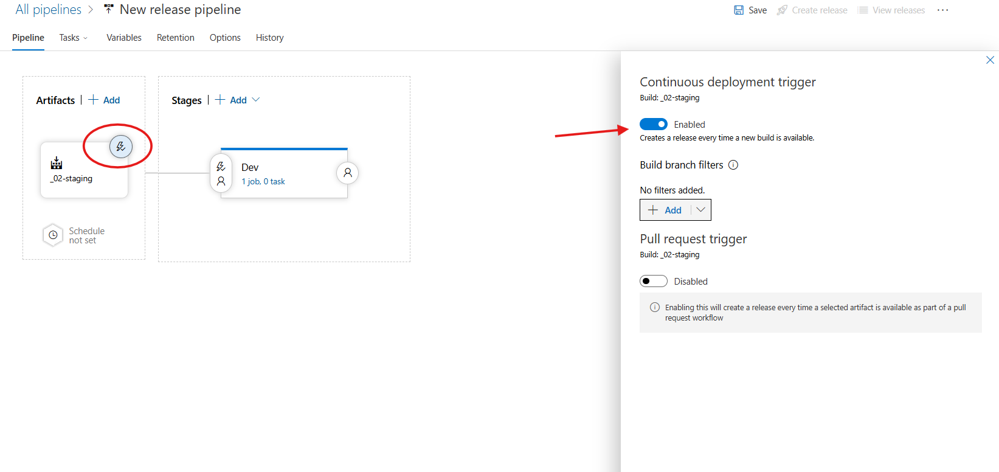 All pipelines > New release pipeline
Save Create release View releases ...
Pipeline Tasks Variables Retention Options History
Artifacts | + Add
Stages | + Add
_02-staging
Schedule
not set
Dev
1 job, 0 task
Continuous deployment trigger
Build: _02-staging
Enabled
Creates a release every time a new build is available.
Build branch filters
No filters added.
+ Add
Pull request trigger
Build: _02-staging
Disabled
Enabling this will create a release every time a selected artifact is available as part of a pull
request workflow